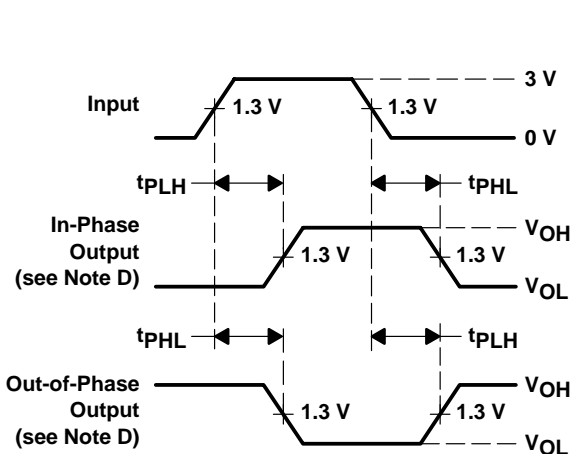 3 V
Input
1.3 V 1.3 V
0 V
tPLH tPHL
In-Phase
Output
(see Note D)
VOH
1.3 V 1.3 V
VOL
tPHL tPLH
Out-of-Phase
Output
(see Note D)
VOH
1.3 V 1.3 V
VOL